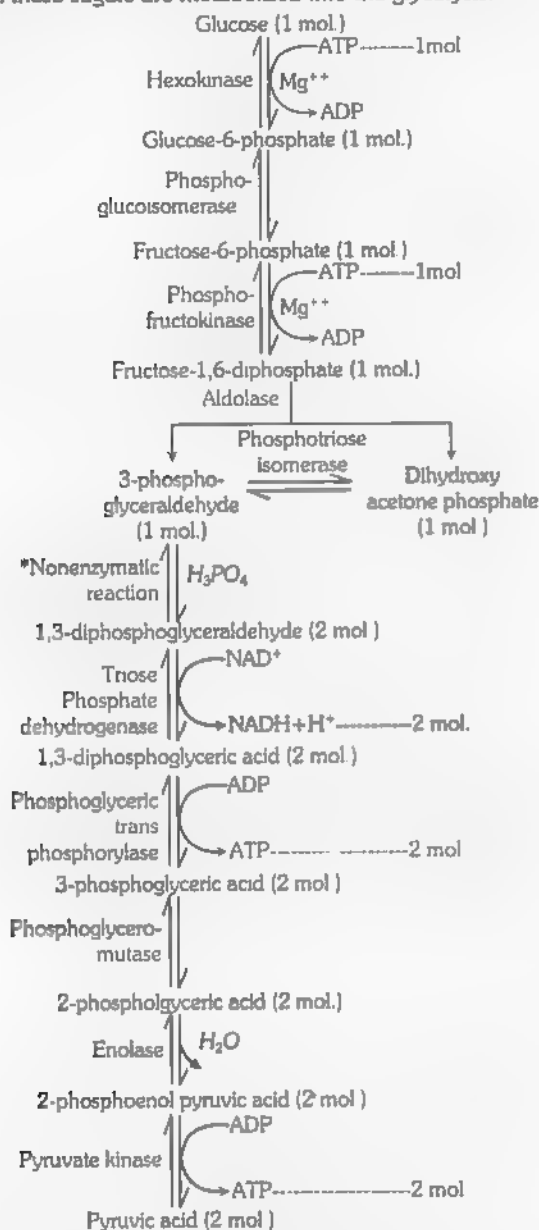 Glucose (1 mol.)
ATP--------1mol
Hexokinase
Mg++
ADP
Glucose-6-phosphate (1 mol.)
Phospho-
glucoisomerase
Fructose-6-phosphate (1 mol )
ATP--------1mol
Phospho-
fructokinase
Mg++
ADP
Fructose-1,6-diphosphate (1 mol.)
Aldolase
Phosphotriose
isomerase
3-phospho-
glyceraldehyde
(1 mol.)
Dihydroxy
acetone phosphate
(1 mol )
*Nonenzymatic
reaction
H₃PO₄
1,3-diphosphoglyceraldehyde (2 mol )
NAD+
Triose
Phosphate
dehydrogenase
NADH+H+-----------2 mol.
1,3-diphosphoglyceric acid (2 mol )
ADP
Phosphoglyceric
trans
phosphorylase
ATP---- ----------2 mol
3-phosphoglyceric acid (2 mol )
Phosphoglycero-
mutase
2-phospholgyceric acid (2 mol.)
Enolase
H₂O
2-phosphoenol pyruvic acid (2 mol )
ADP
Pyruvate kinase
ATP---------------2 mol
Pyruvic acid (2 mol )